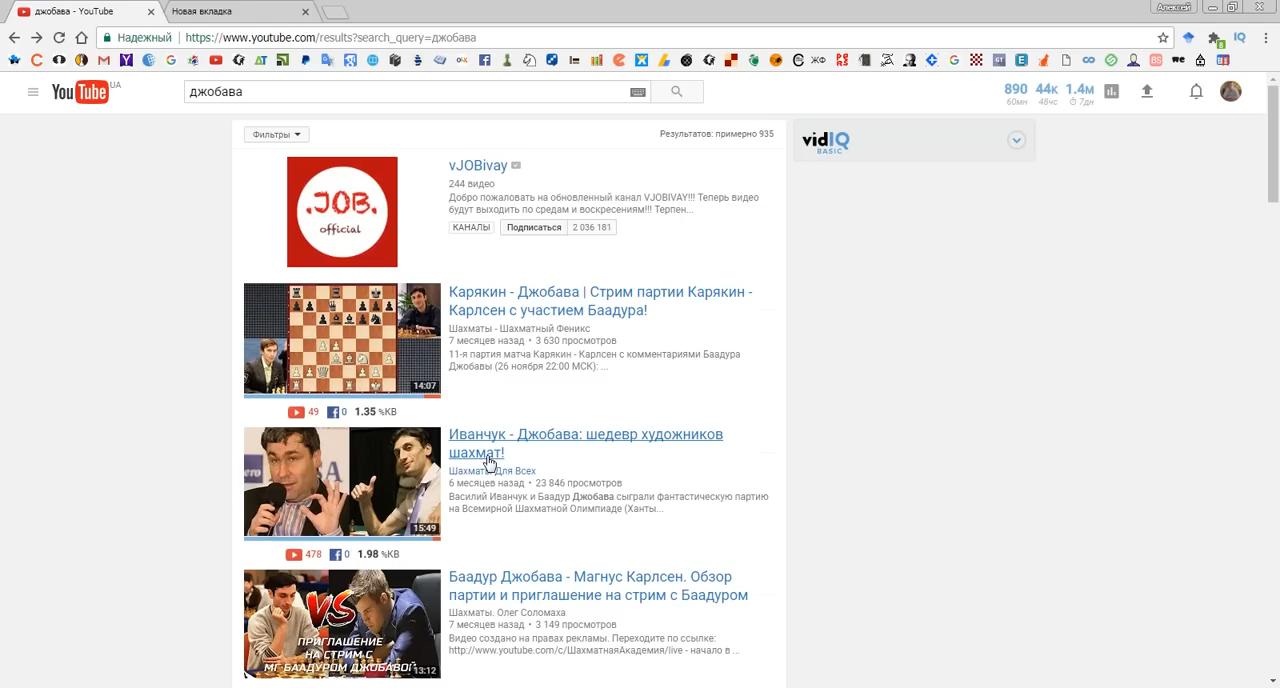 джобава - YouTube
Новая вкладка
Алексей
Надежный
https://www.youtube.com/results?search_query=джобава
YouTube UA
джобава
890 60мн
44k 48чс
1.4м 7дн
Фильтры
Результатов: примерно 935
vidIQ
BASIC
.JOB.
official
vJOBivay
244 видео
Добро пожаловать на обновленный канал VJOBIVAY!!! Теперь видео
будут выходить по средам и воскресениям!!! Терпен...
КАНАЛЫ Подписаться 2 036 181
14:07
Карякин - Джобава | Стрим партии Карякин -
Карлсен с участием Баадура!
Шахматы - Шахматный Феникс
7 месяцев назад • 3 630 просмотров
11-я партия матча Карякин - Карлсен с комментариями Баадура
Джобавы (26 ноября 22:00 МСК): ...
49 0 1.35 %КВ
15:49
Иванчук - Джобава: шедевр художников
шахмат!
Шахматы Для Всех
6 месяцев назад • 23 846 просмотров
Василий Иванчук и Баадур Джобава сыграли фантастическую партию
на Всемирной Шахматной Олимпиаде (Ханты...
478 0 1.98 %КВ
VS
ПРИГЛАШЕНИЕ
НА СТРИМ С
МГ БААДУРОМ ДЖОБАВОЙ
13:12
Баадур Джобава - Магнус Карлсен. Обзор
партии и приглашение на стрим с Баадуром
Шахматы. Олег Соломаха
7 месяцев назад • 3 149 просмотров
Видео создано на правах рекламы. Переходите по ссылке:
http://www.youtube.com/c/ШахматнаяАкадемия/live - начало в ...